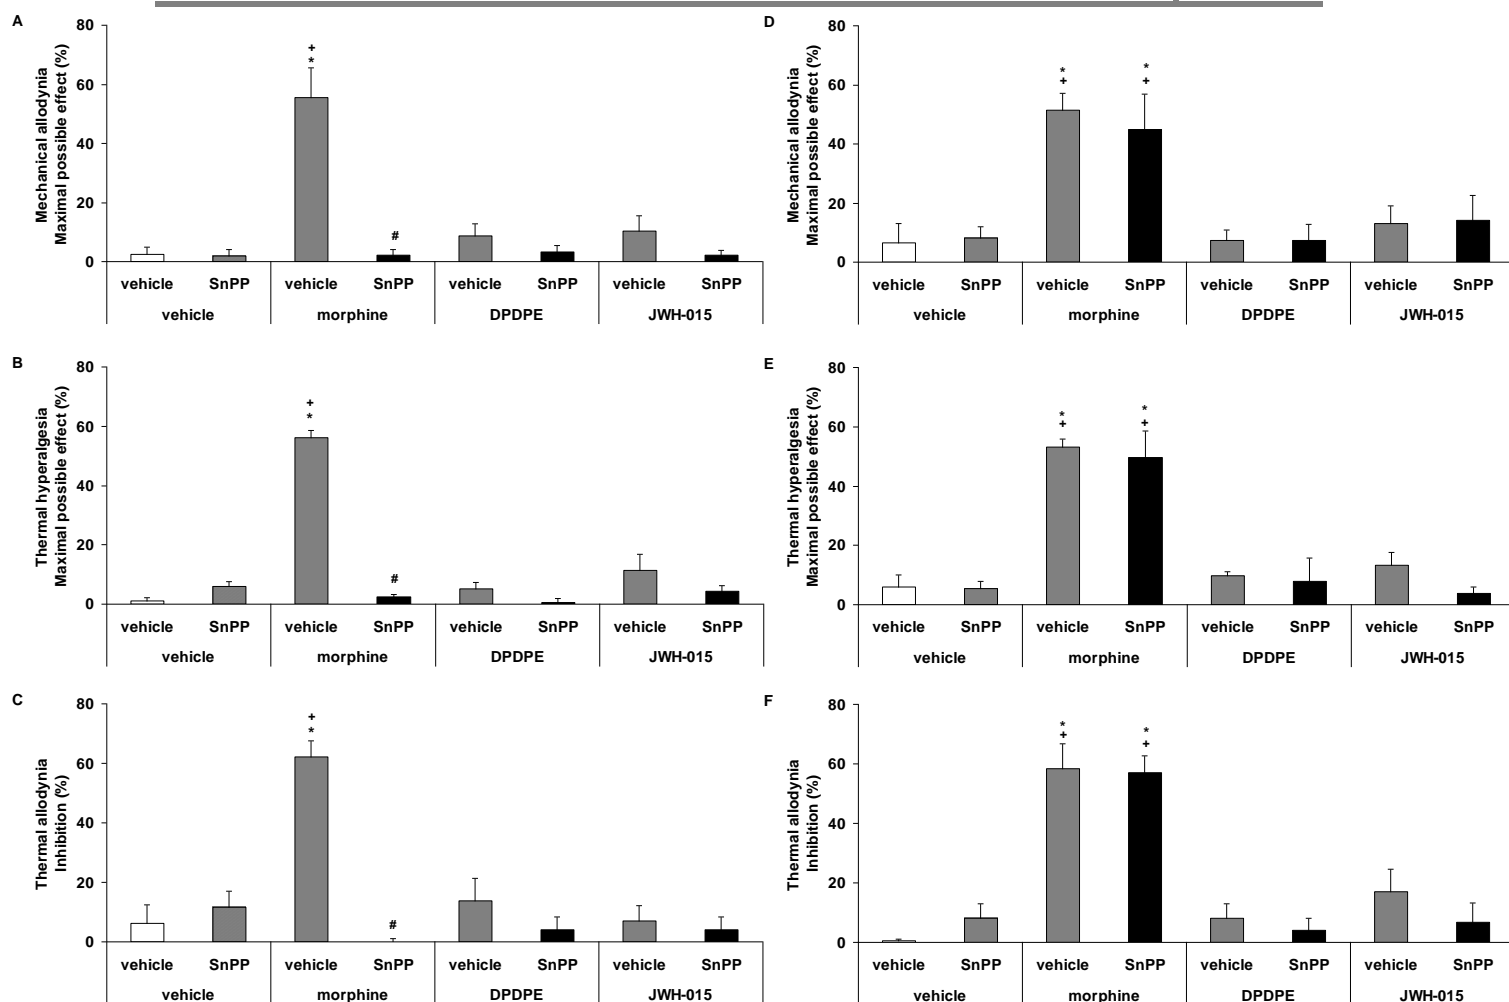 A
Mechanical allodynia
Maximal possible effect (%)
80
60
40
20
0
+
*
#
vehicle SnPP vehicle SnPP vehicle SnPP vehicle SnPP
vehicle morphine DPDPE JWH-015
D
Mechanical allodynia
Maximal possible effect (%)
80
60
40
20
0
* *
+ +
vehicle SnPP vehicle SnPP vehicle SnPP vehicle SnPP
vehicle morphine DPDPE JWH-015
B
Thermal hyperalgesia
Maximal possible effect (%)
80
60
40
20
0
+
*
#
vehicle SnPP vehicle SnPP vehicle SnPP vehicle SnPP
vehicle morphine DPDPE JWH-015
E
Thermal hyperalgesia
Maximal possible effect (%)
80
60
40
20
0
* *
+ +
vehicle SnPP vehicle SnPP vehicle SnPP vehicle SnPP
vehicle morphine DPDPE JWH-015
C
Thermal allodynia
Inhibition (%)
80
60
40
20
0
+
*
#
vehicle SnPP vehicle SnPP vehicle SnPP vehicle SnPP
vehicle morphine DPDPE JWH-015
F
Thermal allodynia
Inhibition (%)
80
60
40
20
0
* *
+ +
vehicle SnPP vehicle SnPP vehicle SnPP vehicle SnPP
vehicle morphine DPDPE JWH-015